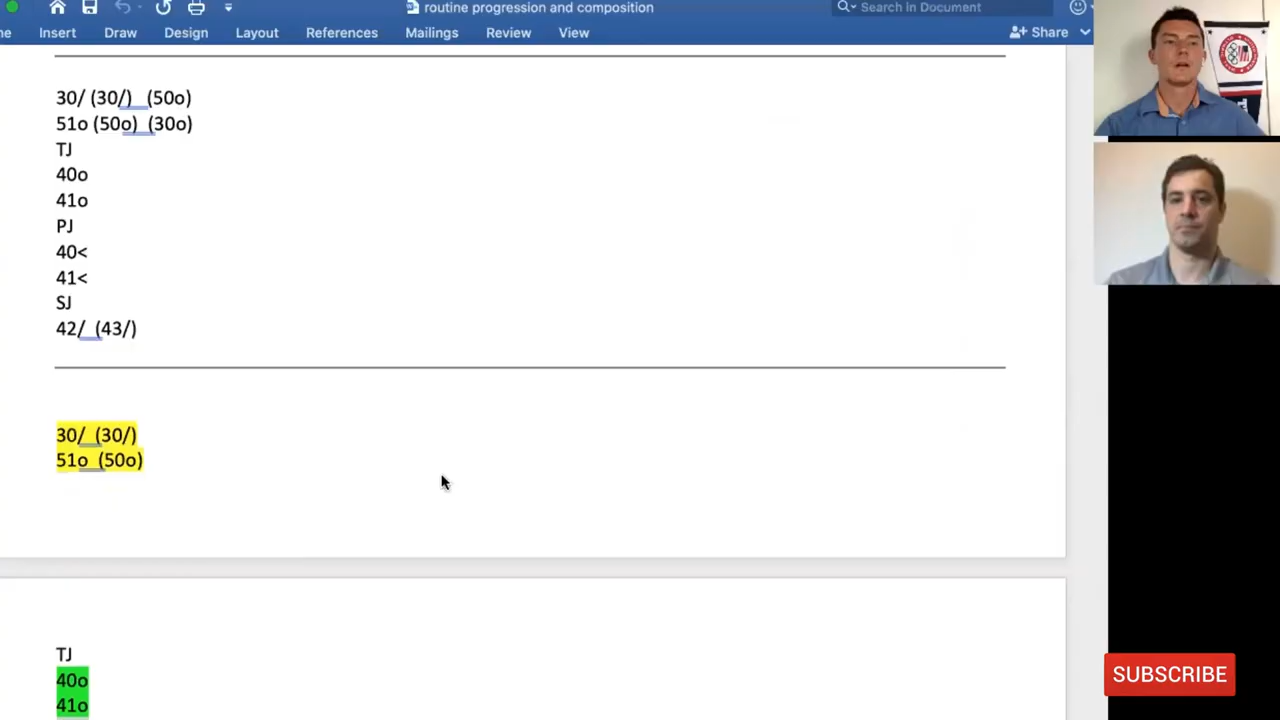 routine progression and composition
Search in Document
Insert Draw Design Layout References Mailings Review View
Share
30/ (30/) (50o)
51o (50o) (30o)
TJ
40o
41o
PJ
40<
41<
SJ
42/ (43/)
30/ (30/)
51o (50o)
TJ
40o
41o
SUBSCRIBE